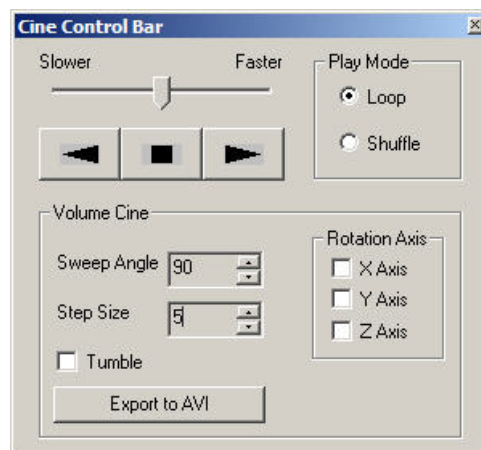 Cine Control Bar
Slower Faster
Play Mode
Loop
Shuffle
Volume Cine
Sweep Angle 90
Step Size 5
Tumble
Export to AVI
Rotation Axis
X Axis
Y Axis
Z Axis